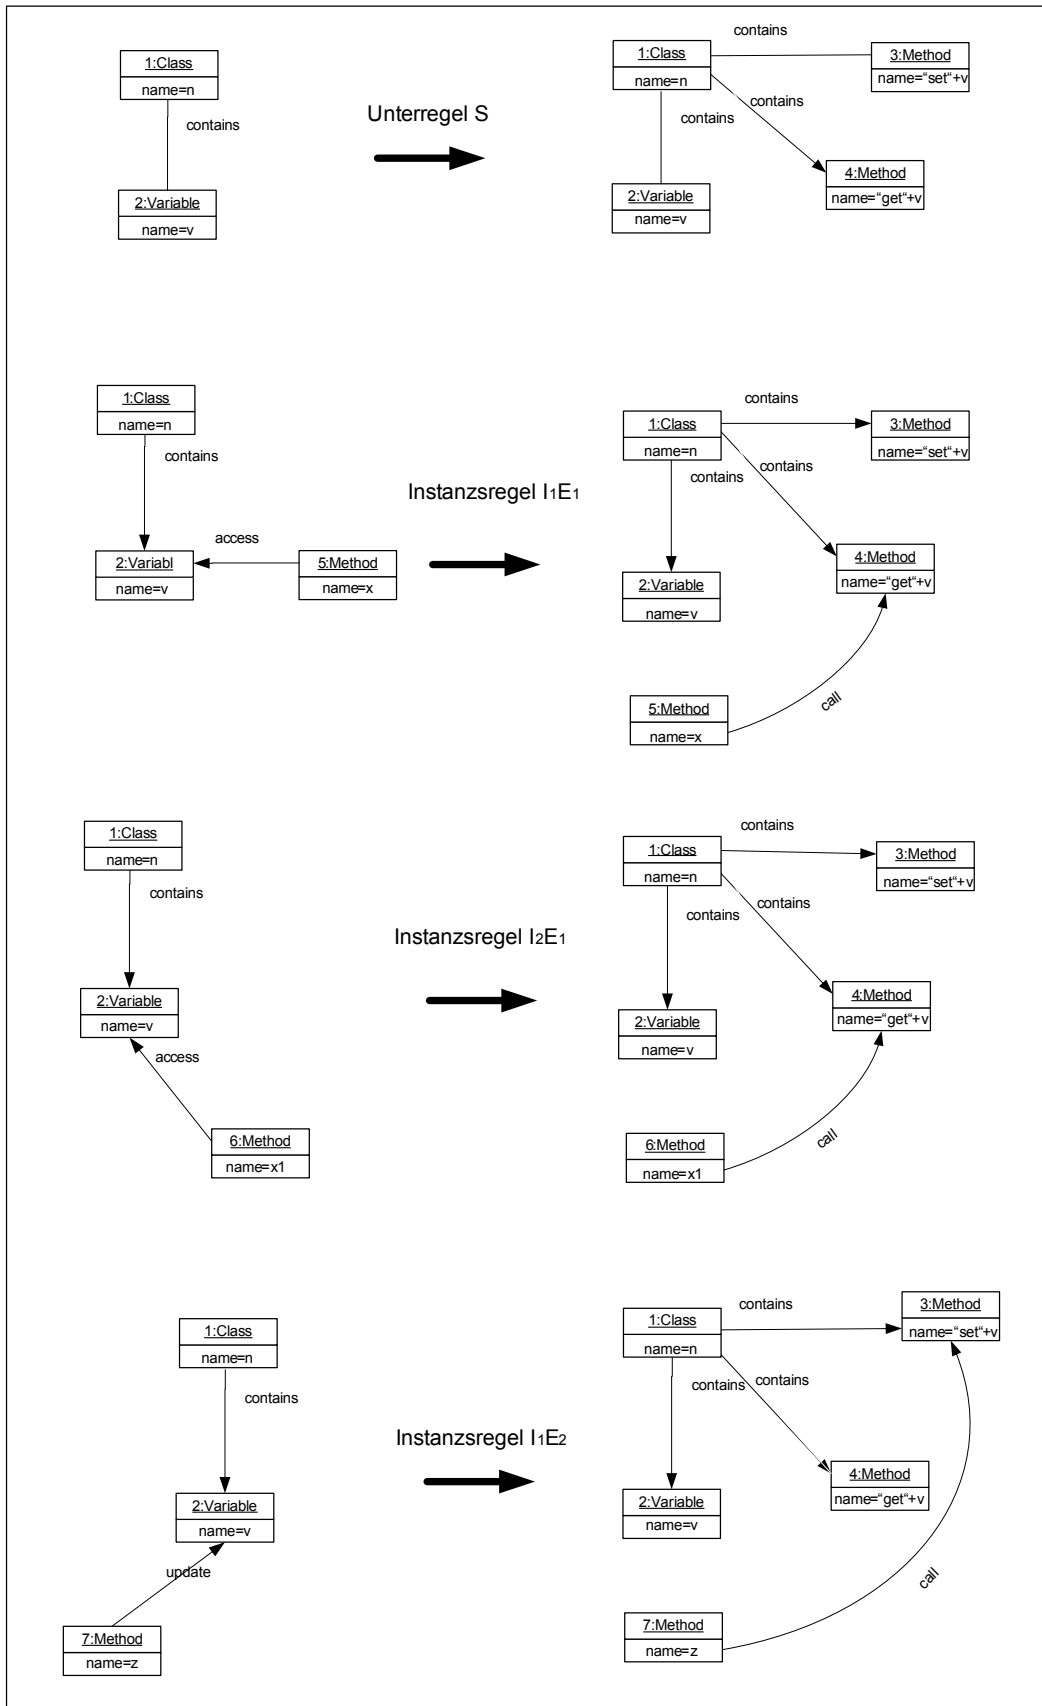 contains
1:Class
name=n
3:Method
name="set"+v
1:Class
name=n
contains
contains
Unterregel S
contains
4:Method
name="get"+v
2:Variable
name=v
2:Variable
name=v
1:Class
name=n
contains
contains
1:Class
name=n
3:Method
name="set"+v
contains
contains
Instanzsregel I1E1
access
2:Variabl
name=v
5:Method
name=x
4:Method
name="get"+v
2:Variable
name=v
5:Method
name=x
call
1:Class
name=n
contains
contains
1:Class
name=n
3:Method
name="set"+v
contains
contains
Instanzsregel I2E1
2:Variable
name=v
4:Method
name="get"+v
2:Variable
name=v
access
6:Method
name=x1
6:Method
name=x1
call
1:Class
name=n
contains
contains
1:Class
name=n
3:Method
name="set"+v
contains
contains
Instanzsregel I1E2
2:Variable
name=v
4:Method
name="get"+v
2:Variable
name=v
update
7:Method
name=z
7:Method
name=z
call